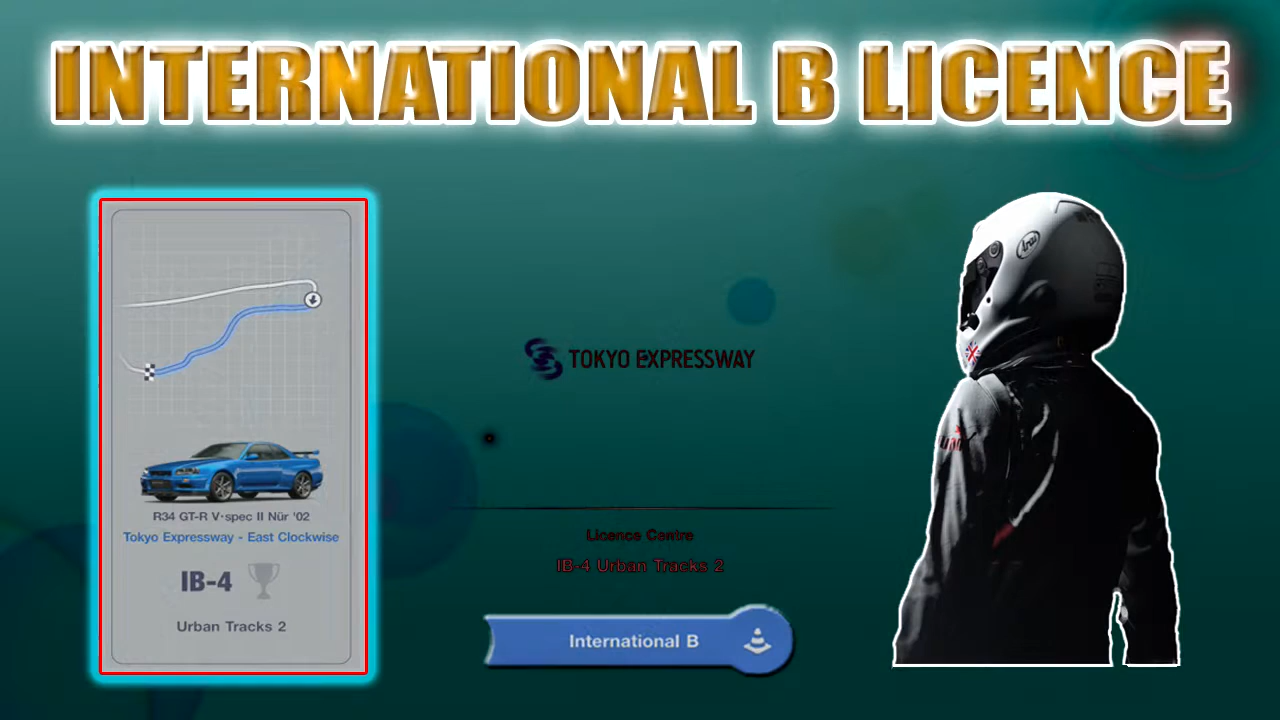 INTERNATIONAL B LICENCE
R34 GT-R V·spec II Nür '02
Tokyo Expressway - East Clockwise
IB-4
Urban Tracks 2
TOKYO EXPRESSWAY
Licence Centre
IB-4 Urban Tracks 2
International B
Arai